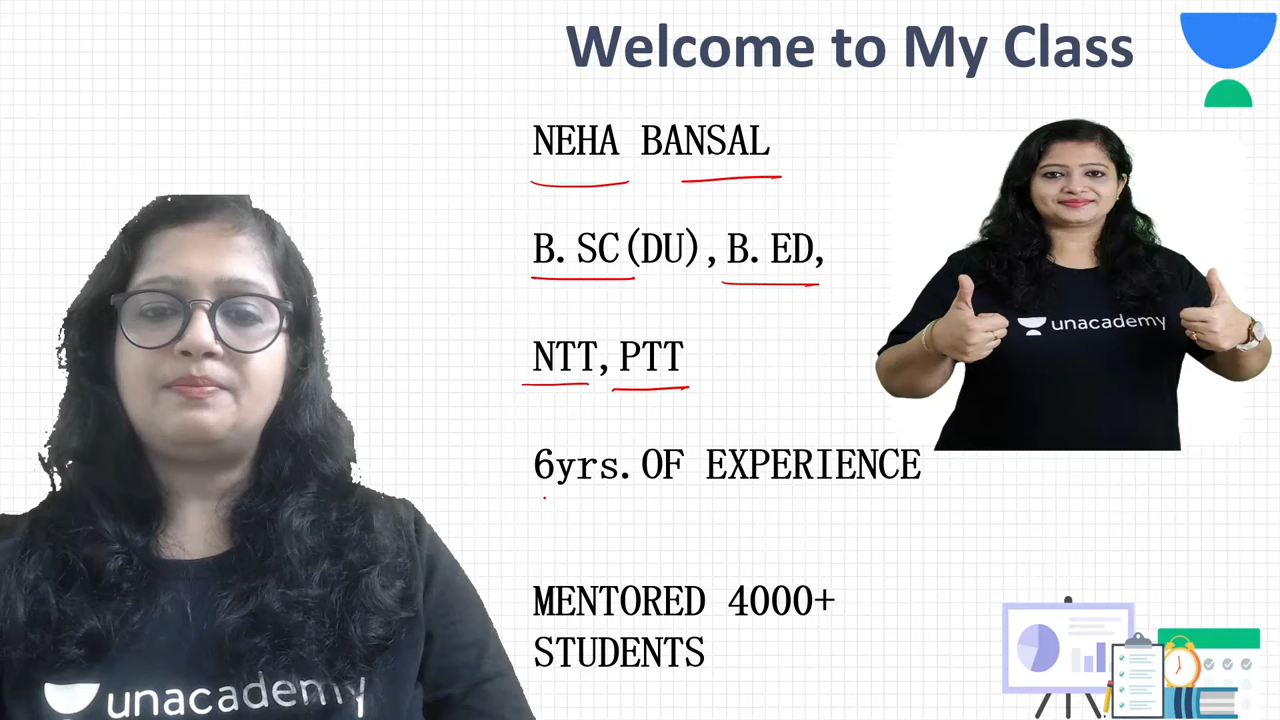 Welcome to My Class
NEHA BANSAL
B.SC(DU),B.ED,
NTT,PTT
6yrs.OF EXPERIENCE
MENTORED 4000+
STUDENTS
unacademy
unacademy